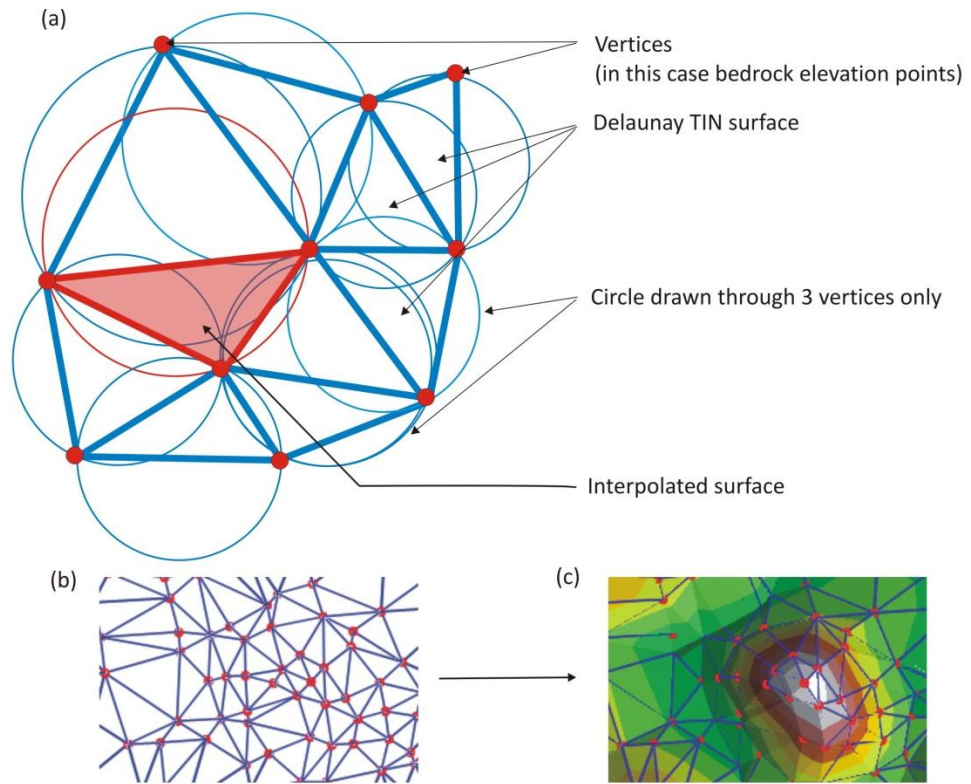 (a)
Vertices
(in this case bedrock elevation points)
Delaunay TIN surface
Circle drawn through 3 vertices only
Interpolated surface
(b)
(c)